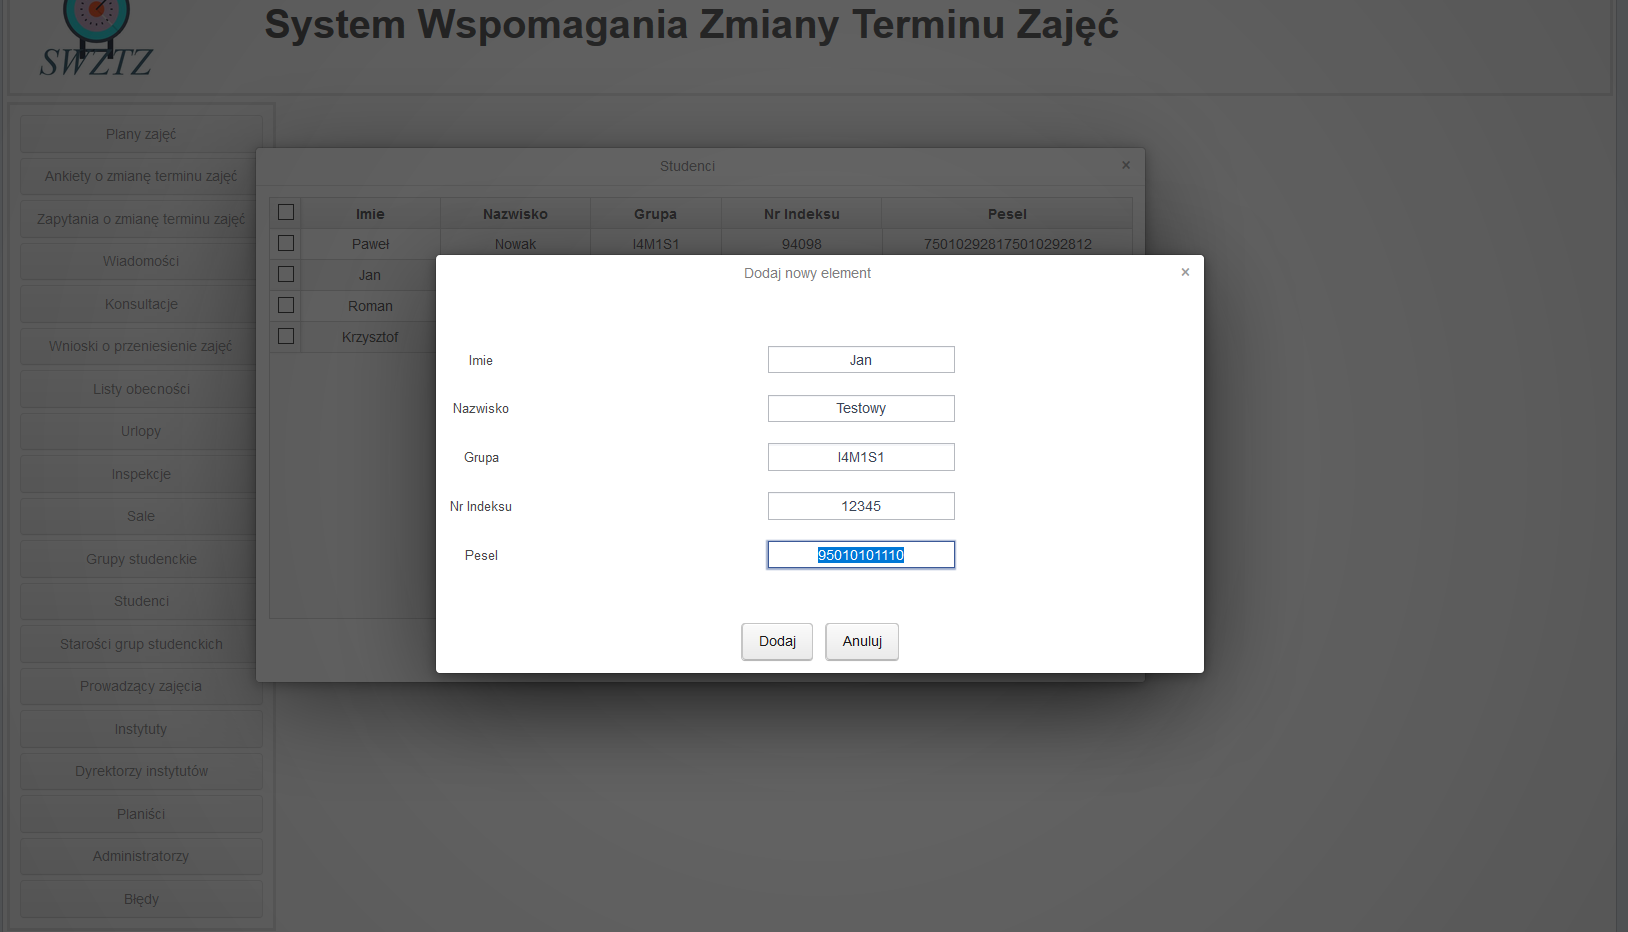 System Wspomagania Zmiany Terminu Zajęć
SWZTZ
Plany zajęć
Ankiety o zmianę terminu zajęć
Zapytania o zmianę terminu zajęć
Wiadomości
Konsultacje
Wnioski o przeniesienie zajęć
Listy obecności
Urlopy
Inspekcje
Sale
Grupy studenckie
Studenci
Starości grup studenckich
Prowadzący zajęcia
Instytuty
Dyrektorzy instytutów
Planiści
Administratorzy
Błędy
Studenci ×
Imie Nazwisko Grupa Nr Indeksu Pesel
Paweł Nowak I4M1S1 94098 750102928175010292812
Jan
Roman
Krzysztof
Dodaj nowy element ×
Imie Jan
Nazwisko Testowy
Grupa I4M1S1
Nr Indeksu 12345
Pesel 95010101110
Dodaj Anuluj